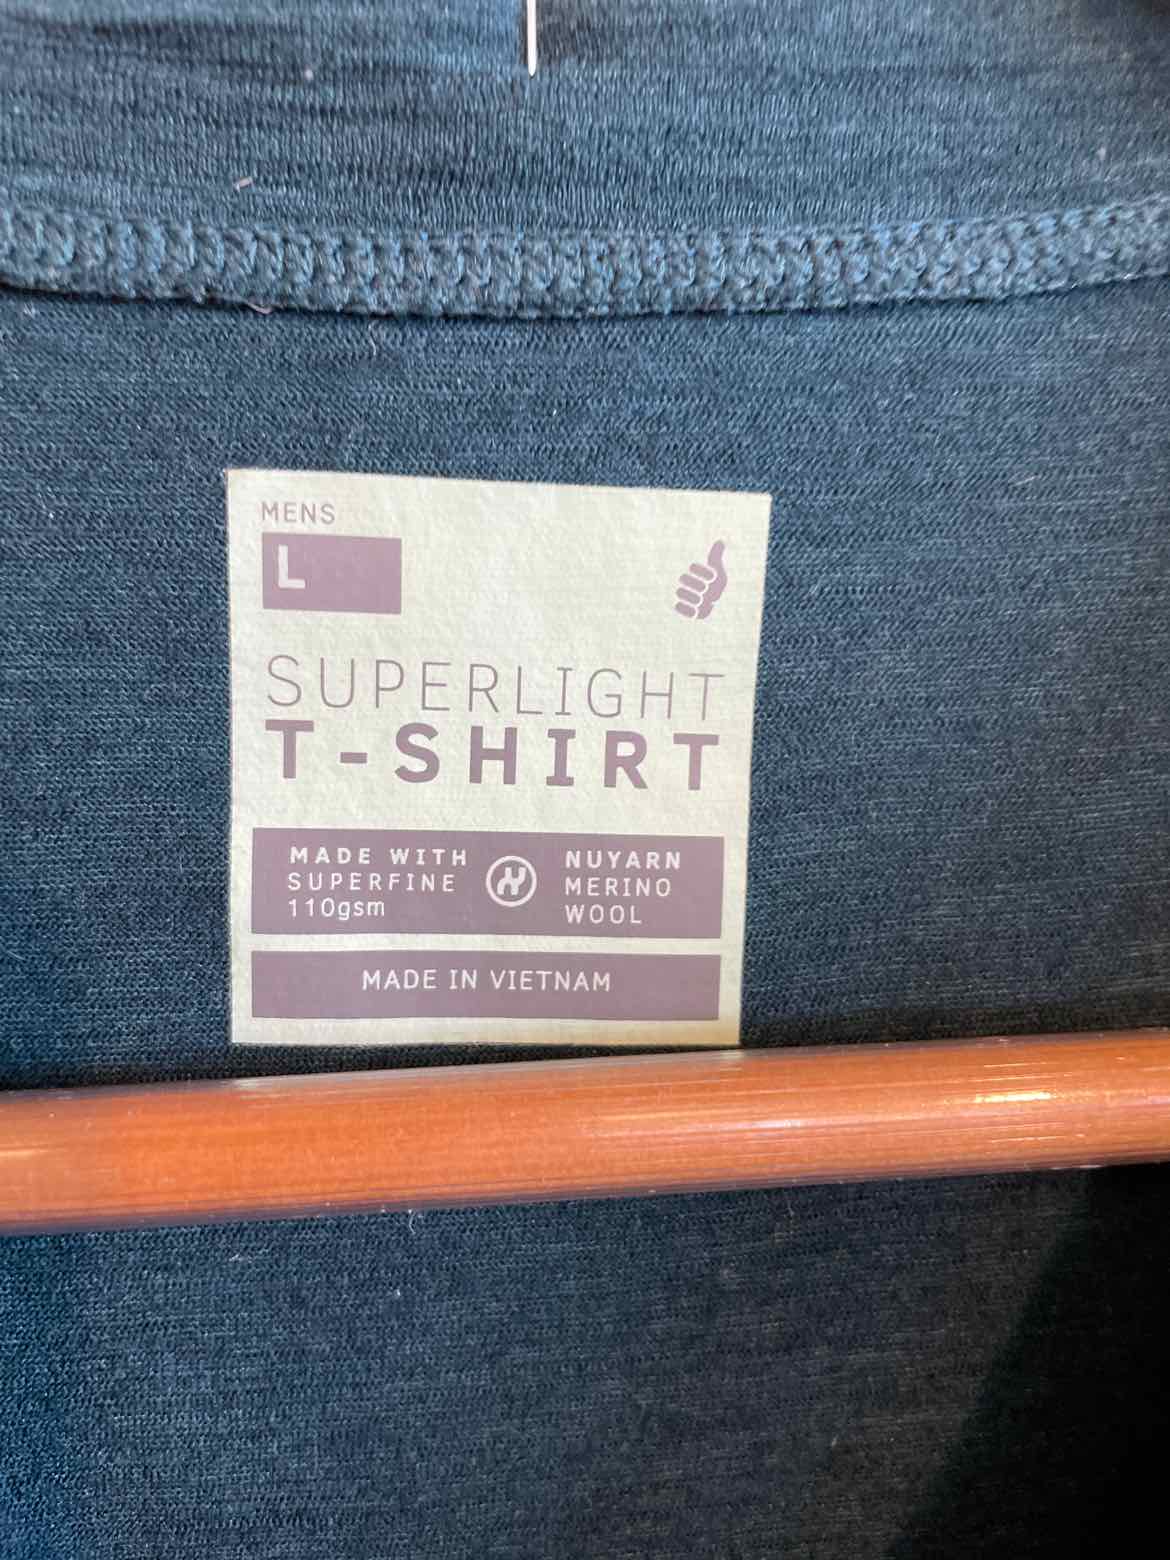 MENS
L
SUPERLIGHT
T-SHIRT
MADE WITH
SUPERFINE
110gsm
NUYARN
MERINO
WOOL
MADE IN VIETNAM